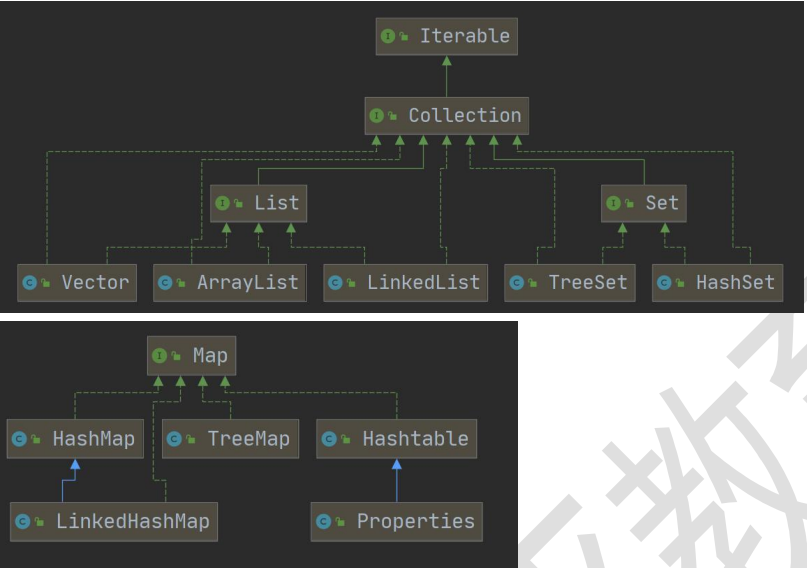 Iterable
Collection
List Set
Vector ArrayList LinkedList TreeSet HashSet
Map
HashMap TreeMap Hashtable
LinkedHashMap Properties